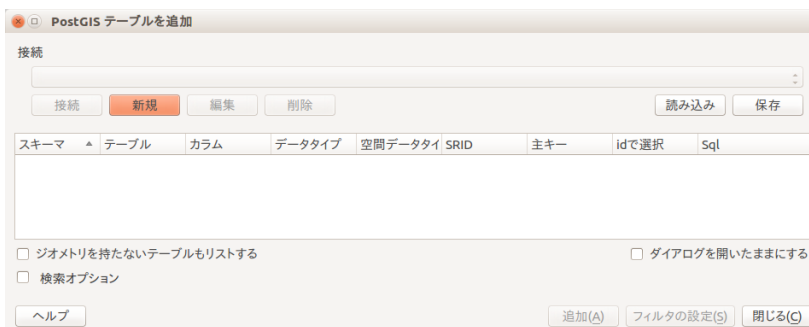 PostGIS テーブルを追加
接続
接続 新規 編集 削除 読み込み 保存
スキーマ テーブル カラム データタイプ 空間データタイ SRID 主キー idで選択 Sql
ジオメトリを持たないテーブルもリストする ダイアログを開いたままにする
検索オプション
ヘルプ 追加(A) フィルタの設定(S) 閉じる(C)